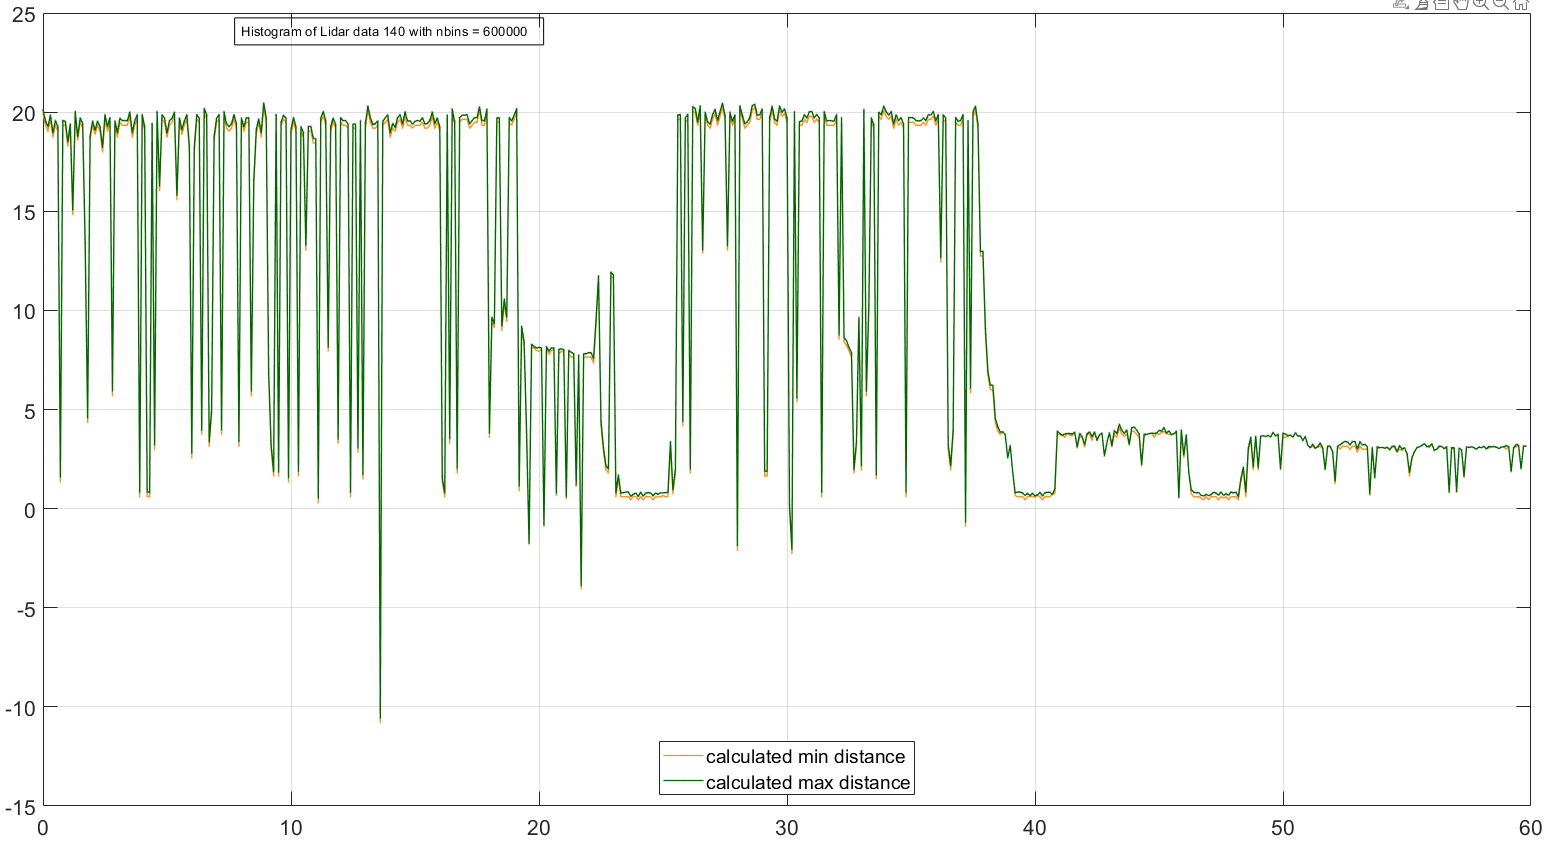 25
Histogram of Lidar data 140 with nbins = 600000
20
15
10
5
0
-5
-10
calculated min distance
calculated max distance
-15
0 10 20 30 40 50 60